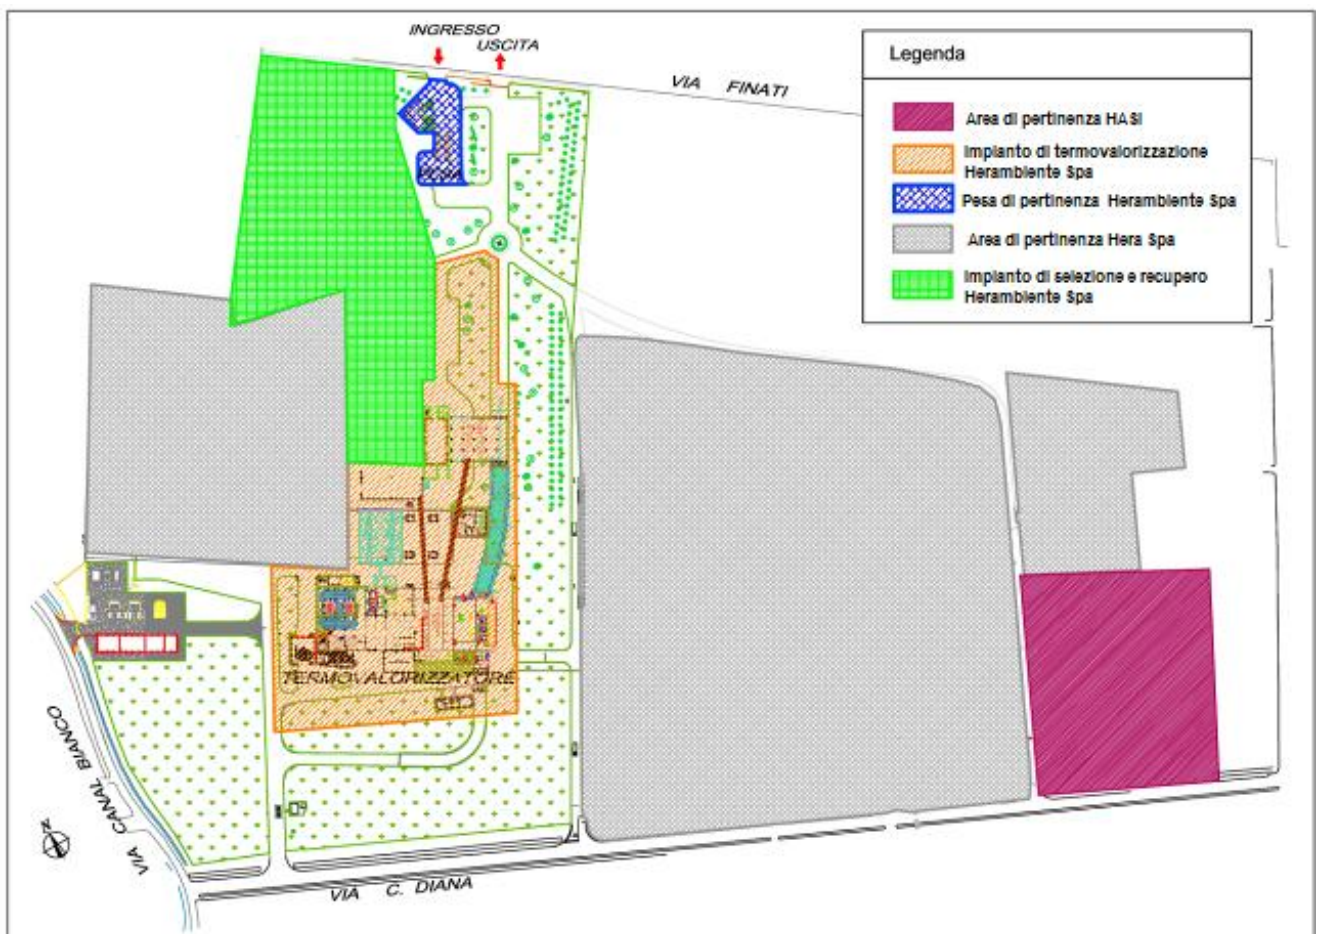 INGRESSO
USCITA
VIA FINATI
Legenda
Area di pertinenza HASI
Impianto di termovalorizzazione
Herambiente Spa
Pesa di pertinenza Herambiente Spa
Area di pertinenza Hera Spa
Impianto di selezione e recupero
Herambiente Spa
TERMOVALORIZZATORE
VIA CANAL BIANCO
N
VIA C. DIANA